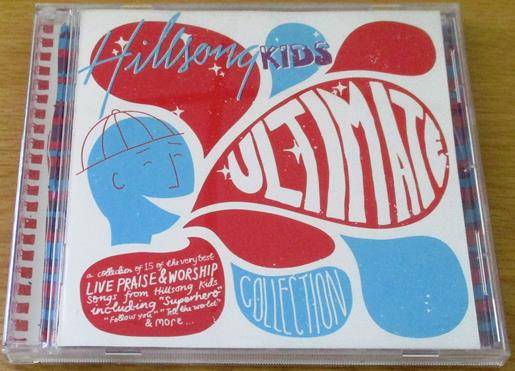 Hillsong KIDS
ULTIMATE
COLLECTION
a collection of 15 of the very best
LIVE PRAISE & WORSHIP
songs from Hillsong Kids
including "Superhero"
"Follow you" "Tell the world"
& more...